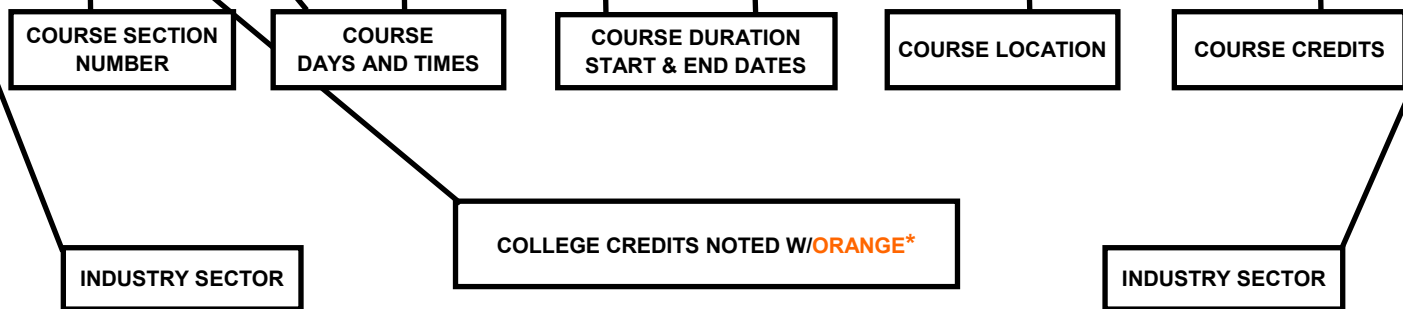 COURSE SECTION
NUMBER
COURSE
DAYS AND TIMES
COURSE DURATION
START & END DATES
COURSE LOCATION
COURSE CREDITS
COLLEGE CREDITS NOTED W/ORANGE*
INDUSTRY SECTOR
INDUSTRY SECTOR